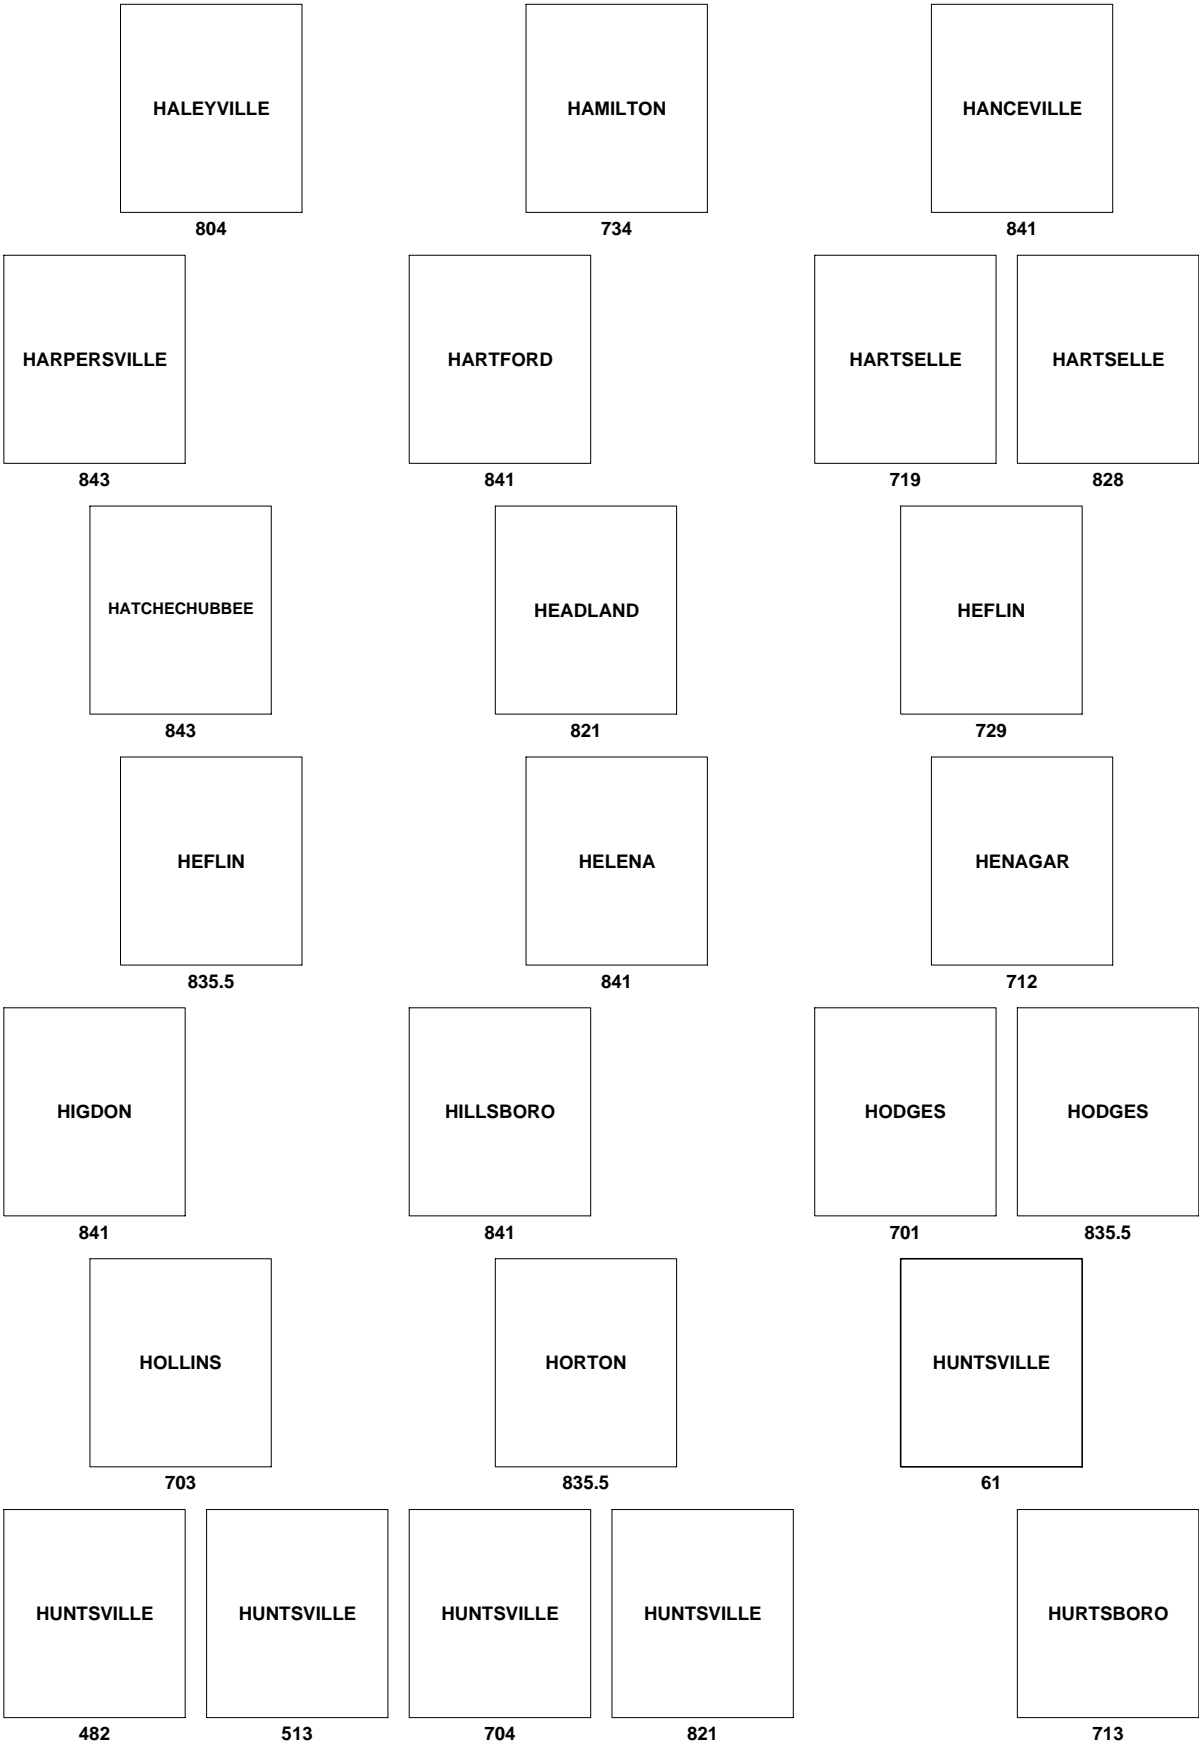 HALEYVILLE HAMILTON HANCEVILLE
804 734 841
HARPERSVILLE HARTFORD HARTSELLE HARTSELLE
843 841 719 828
HATCHECHUBBEE HEADLAND HEFLIN
843 821 729
HEFLIN HELENA HENAGAR
835.5 841 712
HIGDON HILLSBORO HODGES HODGES
841 841 701 835.5
HOLLINS HORTON HUNTSVILLE
703 835.5 61
HUNTSVILLE HUNTSVILLE HUNTSVILLE HUNTSVILLE HURTSBORO
482 513 704 821 713